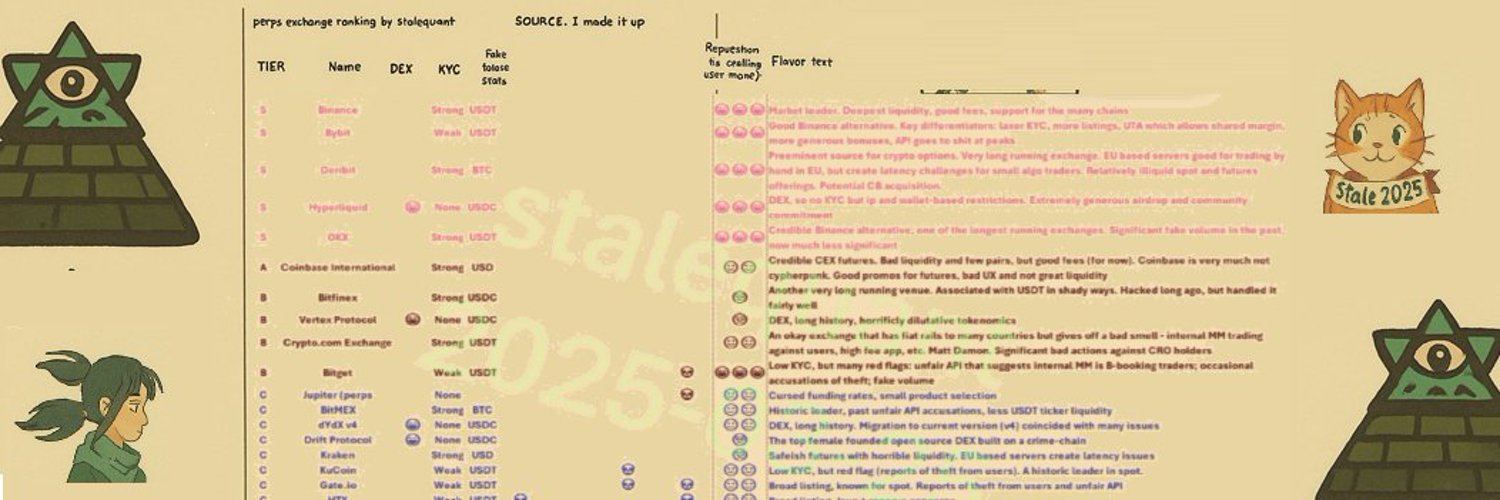 perps exchange ranking by stalequant SOURCE. I made it up
TIER Name DEX KYC Fake tolose Stats Repueshon tis cralling user mone} Flavor text
S Binance Strong USDT Market leader. Deepest liquidity, good fees, support for the many chains
S Bybit Weak USDT Good Binance alternative. Key differentiators: laxer KYC, more listings, UTA which allows shared margin,
more generous bonuses, API goes to shit at peaks
S Deribit Strong BTC Preeminent source for crypto options. Very long running exchange. EU based servers good for trading by
hand in EU, but create latency challenges for small algo traders. Relatively illiquid spot and futures
offerings. Potential CB acquisition.
S Hyperliquid None USDC DEX, so no KYC but ip and wallet-based restrictions. Extremely generous airdrop and community
commitment
S OKX Strong USDT Credible Binance alternative, one of the longest running exchanges. Significant fake volume in the past,
now much less significant
A Coinbase International Strong USD Credible CEX futures. Bad liquidity and few pairs, but good fees (for now). Coinbase is very much not
cypherpunk. Good promos for futures, bad UX and not great liquidity
B Bitfinex Strong USDC Another very long running venue. Associated with USDT in shady ways. Hacked long ago, but handled it
fairly well
B Vertex Protocol None USDC DEX, long history, horrificly dilutative tokenomics
B Crypto.com Exchange Strong USDT An okay exchange that has fiat rails to many countries but gives off a bad smell - internal MM trading
against users, high fee app, etc. Matt Damon. Significant bad actions against CRO holders
B Bitget Weak USDT Low KYC, but many red flags: unfair API that suggests internal MM is B-booking traders; occasional
accusations of theft; fake volume
C Jupiter (perps None Cursed funding rates, small product selection
C BitMEX Strong BTC Historic leader, past unfair API accusations, less USDT ticker liquidity
C dYdX v4 None USDC DEX, long history. Migration to current version (v4) coincided with many issues
C Drift Protocol None USDC The top female founded open source DEX built on a crime-chain
C Kraken Strong USD Safeish futures with horrible liquidity. EU based servers create latency issues
C KuCoin Weak USDT Low KYC, but red flag (reports of theft from users). A historic leader in spot.
C Gate.io Weak USDT Broad listing, known for spot. Reports of theft from users and unfair API
stale
2025-
Stale 2025